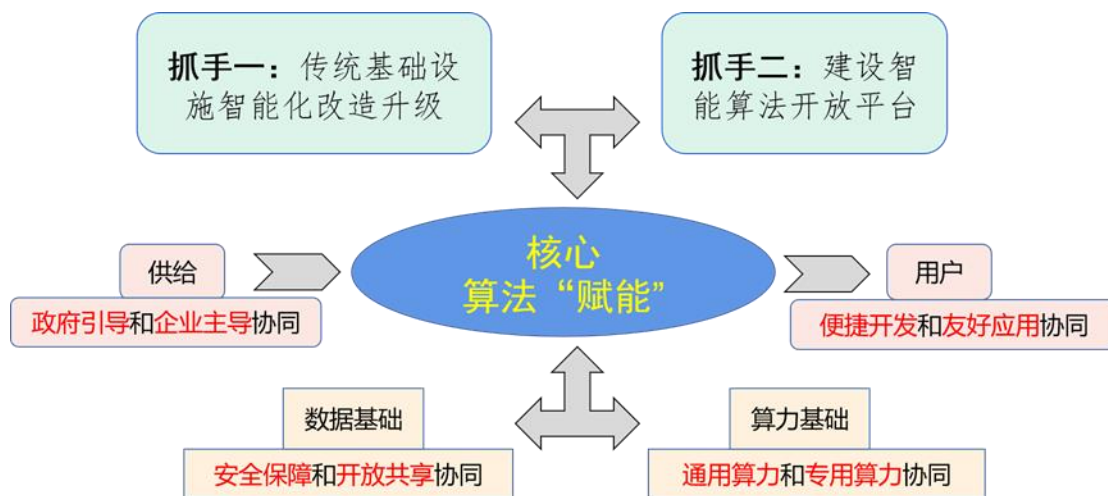 抓手一：传统基础设
施智能化改造升级
抓手二：建设智
能算法开放平台
核心
算法“赋能”
供给
政府引导和企业主导协同
用户
便捷开发和友好应用协同
数据基础
安全保障和开放共享协同
算力基础
通用算力和专用算力协同